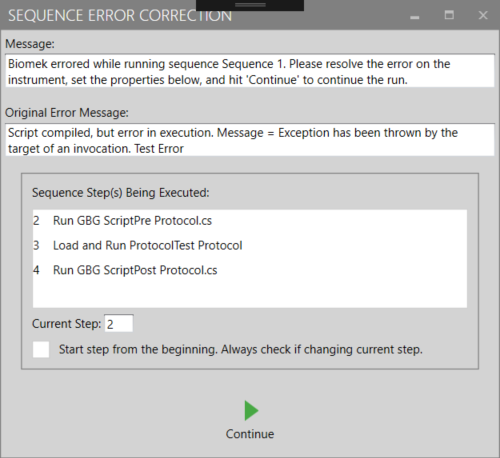 SEQUENCE ERROR CORRECTION
Message:
Biomek errored while running sequence Sequence 1. Please resolve the error on the
instrument, set the properties below, and hit 'Continue' to continue the run.
Original Error Message:
Script compiled, but error in execution. Message = Exception has been thrown by the
target of an invocation. Test Error
Sequence Step(s) Being Executed:
2 Run GBG ScriptPre Protocol.cs
3 Load and Run ProtocolTest Protocol
4 Run GBG ScriptPost Protocol.cs
Current Step: 2
Start step from the beginning. Always check if changing current step.
Continue